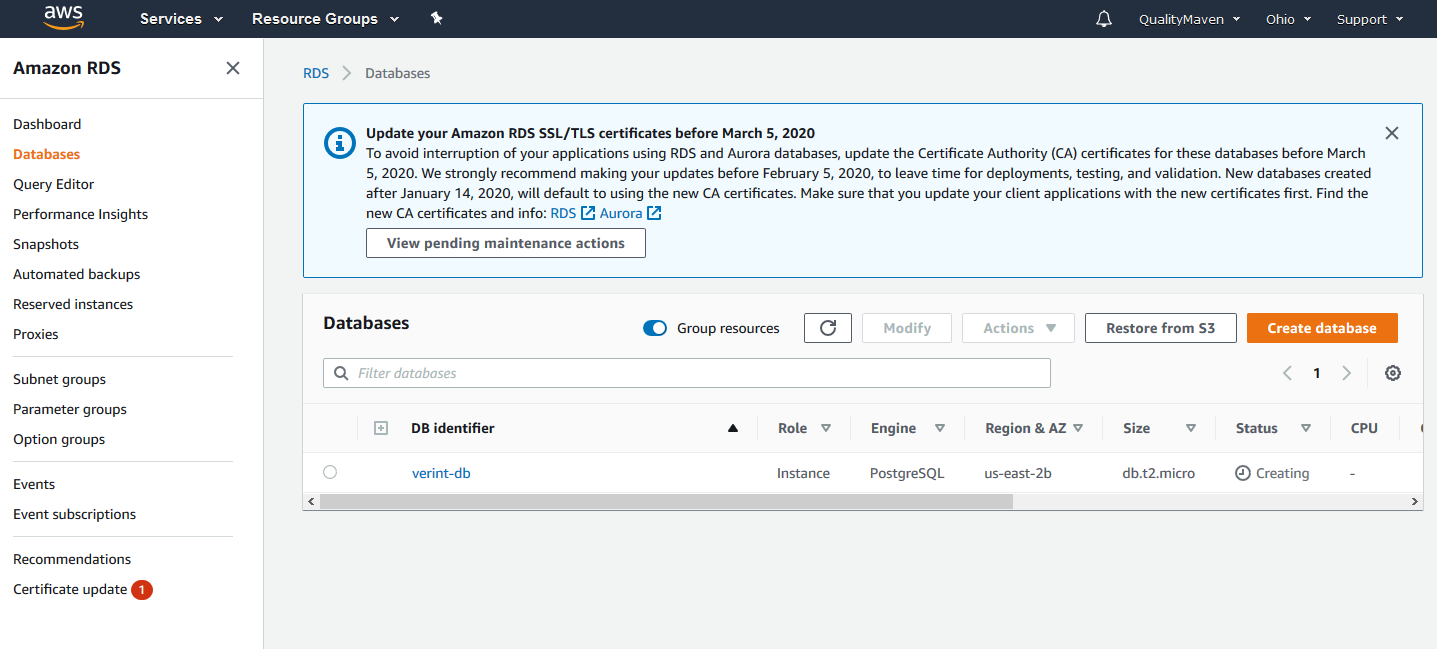 aws Services Resource Groups QualityMaven Ohio Support
Amazon RDS
Dashboard
Databases
Query Editor
Performance Insights
Snapshots
Automated backups
Reserved instances
Proxies
Subnet groups
Parameter groups
Option groups
Events
Event subscriptions
Recommendations
Certificate update 1
RDS > Databases
Update your Amazon RDS SSL/TLS certificates before March 5, 2020
To avoid interruption of your applications using RDS and Aurora databases, update the Certificate Authority (CA) certificates for these databases before March
5, 2020. We strongly recommend making your updates before February 5, 2020, to leave time for deployments, testing, and validation. New databases created
after January 14, 2020, will default to using the new CA certificates. Make sure that you update your client applications with the new certificates first. Find the
new CA certificates and info: RDS Aurora
View pending maintenance actions
Databases Group resources Modify Actions Restore from S3 Create database
Filter databases 1
DB identifier Role Engine Region & AZ Size Status CPU
verint-db Instance PostgreSQL us-east-2b db.t2.micro Creating -